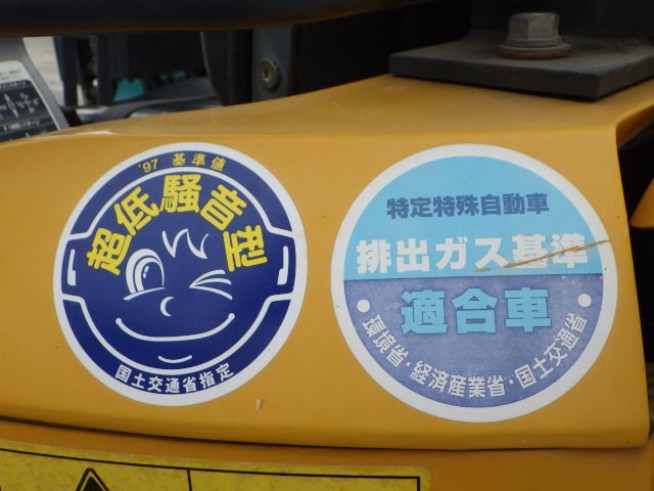 '97 基準値
超低騒音型
国土交通省指定
特定特殊自動車
排出ガス基準
適合車
・環境省・経済産業省・国土交通省・